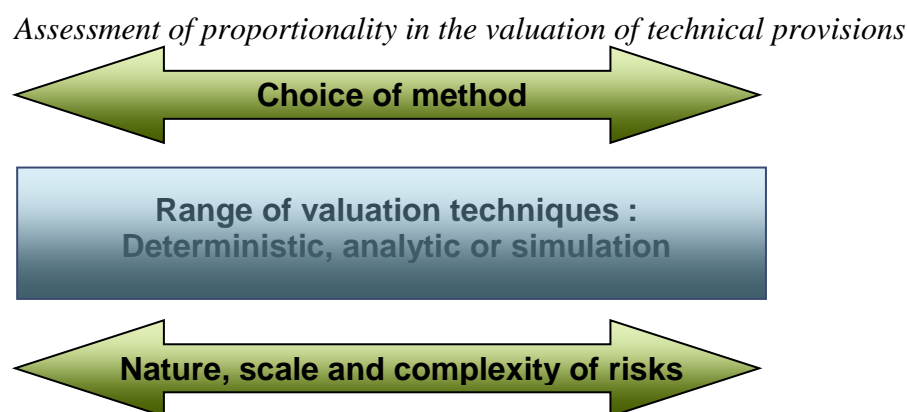 Assessment of proportionality in the valuation of technical provisions
Choice of method
Range of valuation techniques :
Deterministic, analytic or simulation
Nature, scale and complexity of risks